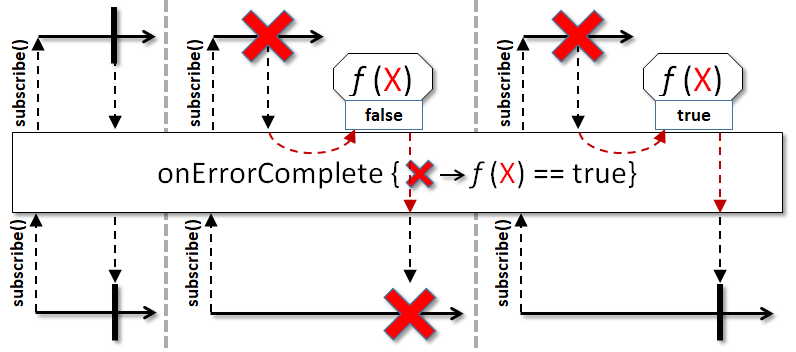 subscribe()
subscribe()
f (X)
false
subscribe()
f (X)
true
onErrorComplete { X → f (X) == true}
subscribe()
subscribe()
subscribe()